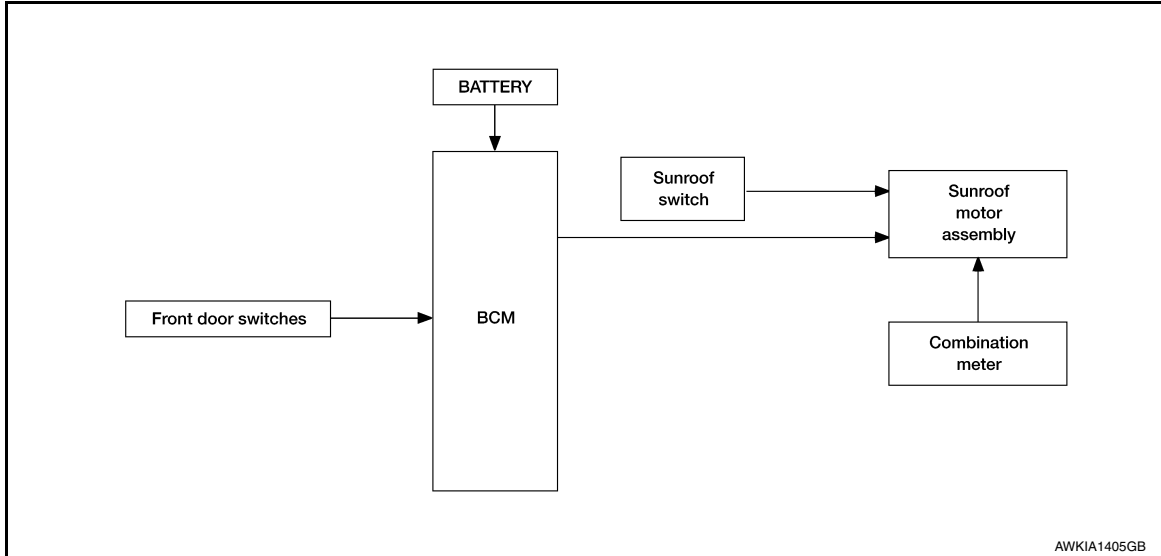 BATTERY
Sunroof
switch
Sunroof
motor
assembly
Front door switches
BCM
Combination
meter
AWKIA1405GB